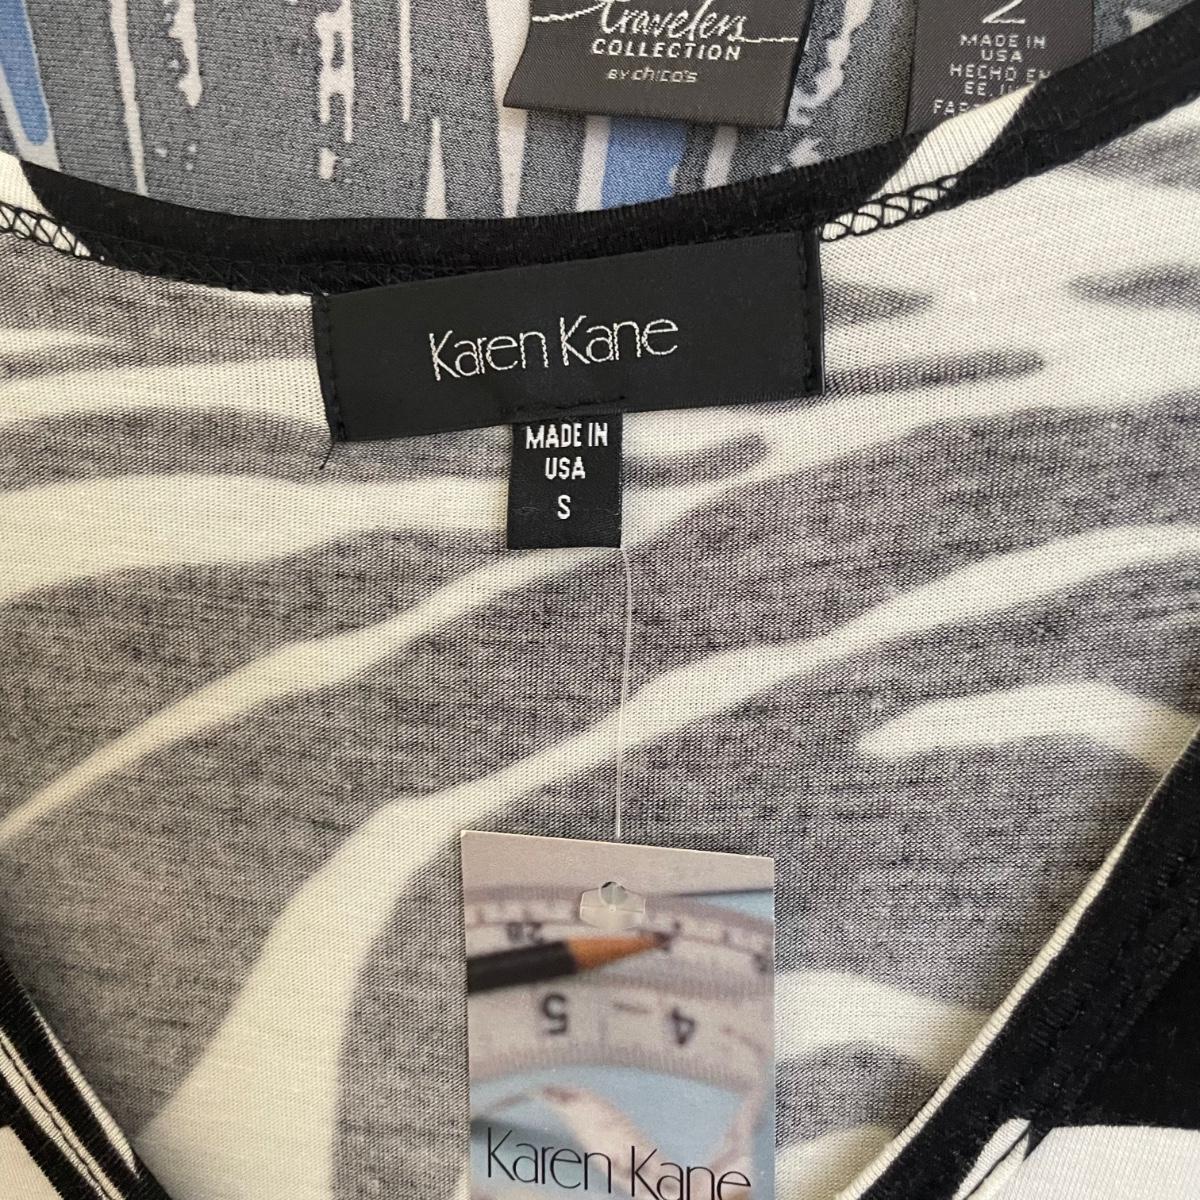 travelers
COLLECTION
BY chico's
2
MADE IN
USA
HECHO EN
Karen Kane
MADE IN
USA
S
28
5 4
Karen Kane